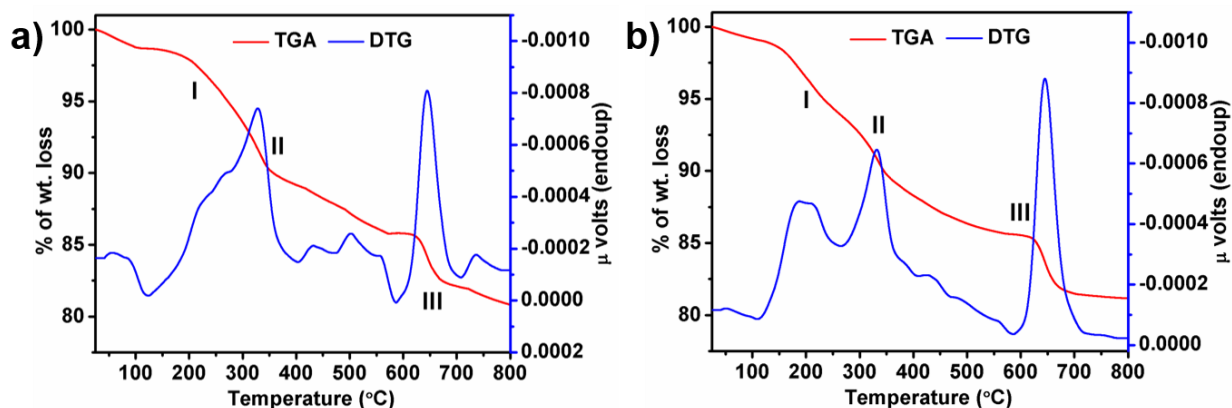 a)
TGA DTG
I
II
III
% of wt. loss
100
95
90
85
80
100 200 300 400 500 600 700 800
Temperature (°C)
-0.0010
-0.0008
-0.0006
-0.0004
-0.0002
0.0000
0.0002
μ volts (endoup)
b)
TGA DTG
I
II
III
% of wt. loss
100
95
90
85
80
100 200 300 400 500 600 700 800
Temperature (°C)
-0.0010
-0.0008
-0.0006
-0.0004
-0.0002
0.0000
μ volts (endoup)